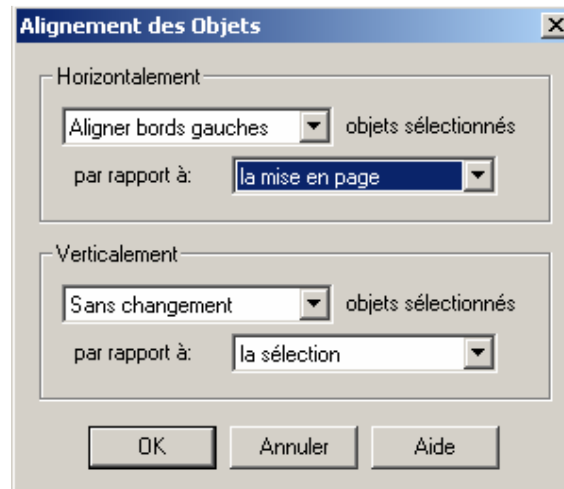 Alignement des Objets
Horizontalement
Aligner bords gauches objets sélectionnés
par rapport à: la mise en page
Verticalement
Sans changement objets sélectionnés
par rapport à: la sélection
OK Annuler Aide